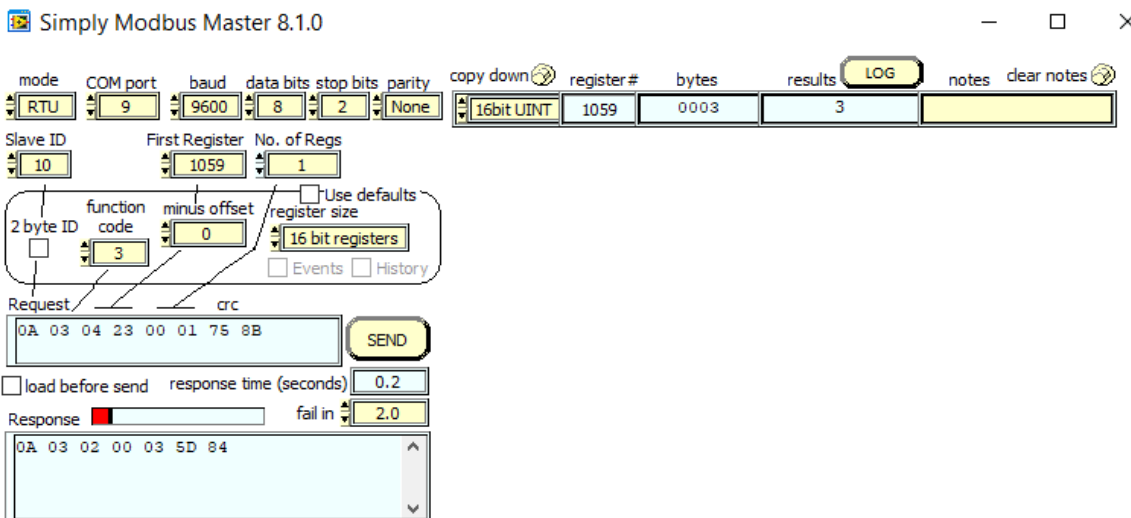 Simply Modbus Master 8.1.0
mode COM port baud data bits stop bits parity copy down register# bytes results LOG notes clear notes
RTU 9 9600 8 2 None 16bit UINT 1059 0003 3
Slave ID First Register No. of Regs
10 1059 1
Use defaults
2 byte ID function code minus offset register size
3 0 16 bit registers
Events History
Request crc
0A 03 04 23 00 01 75 8B SEND
load before send response time (seconds) 0.2
Response fail in 2.0
0A 03 02 00 03 5D 84